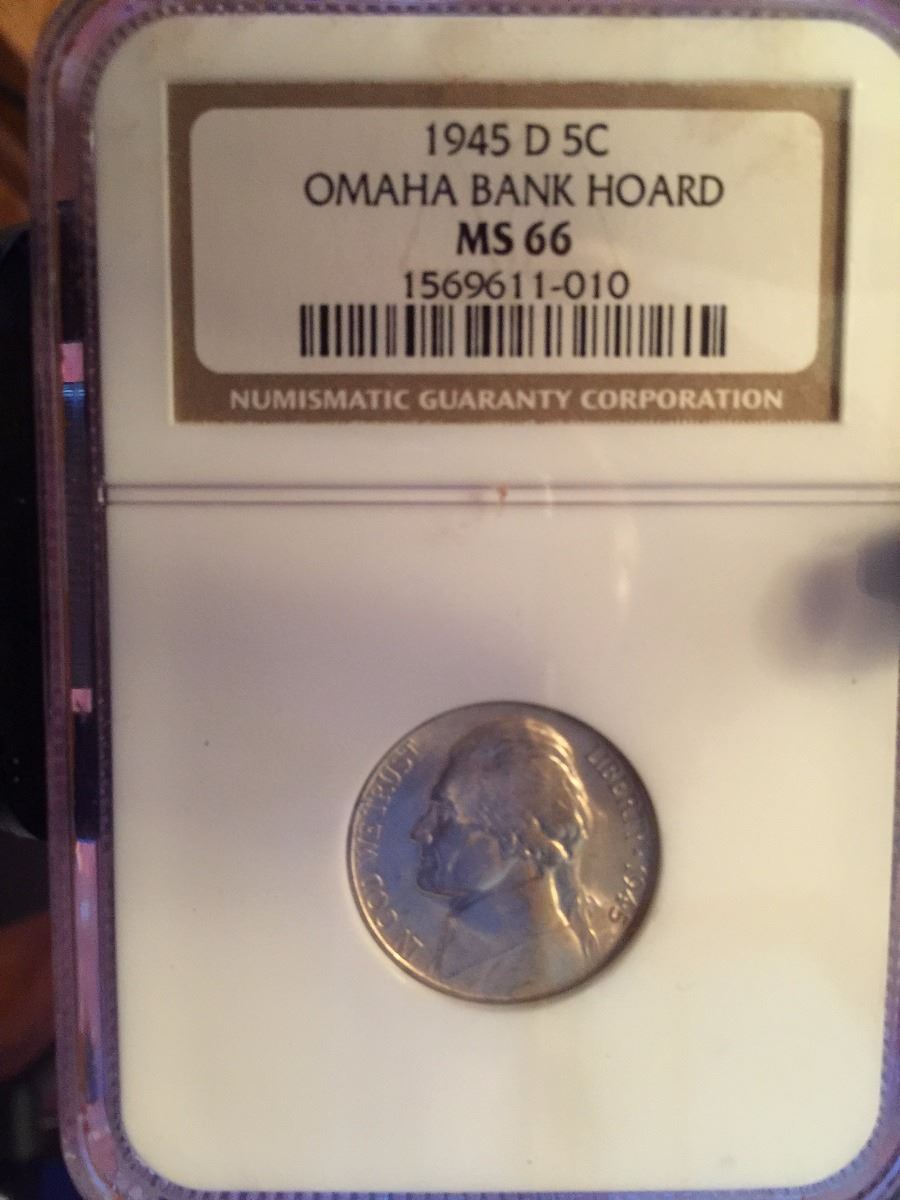 1945 D 5C
OMAHA BANK HOARD
MS 66
1569611-010
NUMISMATIC GUARANTY CORPORATION
IN GOD WE TRUST
LIBERTY 1945